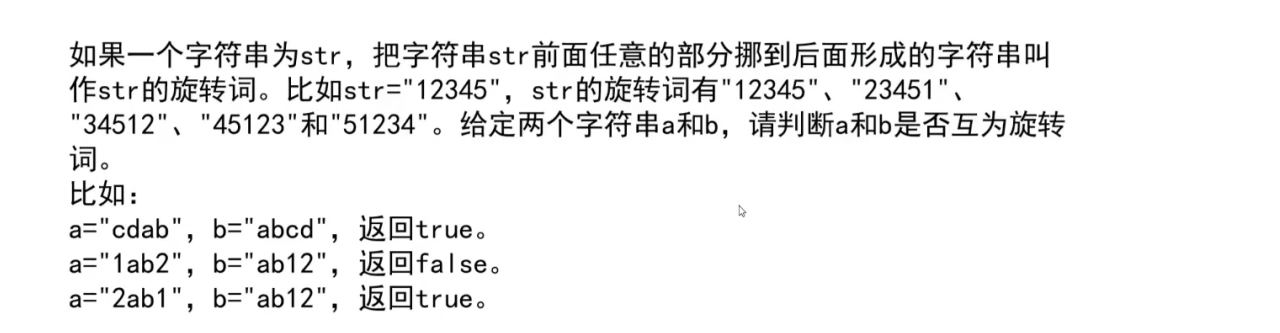 如果一个字符串为str，把字符串str前面任意的部分挪到后面形成的字符串叫
作str的旋转词。比如str="12345"，str的旋转词有"12345"、"23451"、
"34512"、"45123"和"51234"。给定两个字符串a和b，请判断a和b是否互为旋转
词。
比如：
a="cdab"，b="abcd"，返回true。
a="1ab2"，b="ab12"，返回false。
a="2ab1"，b="ab12"，返回true。